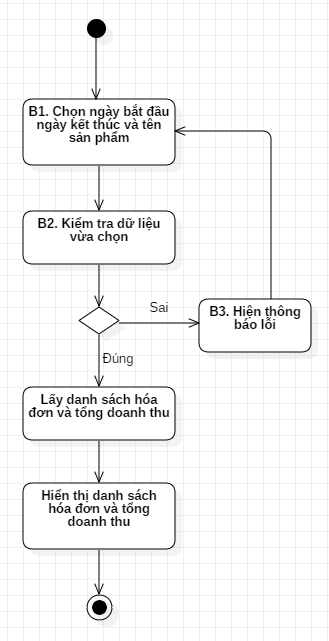 B1. Chọn ngày bắt đầu
ngày kết thúc và tên
sản phẩm
B2. Kiểm tra dữ liệu
vừa chọn
Sai
B3. Hiện thông
báo lỗi
Đúng
Lấy danh sách hóa
đơn và tổng doanh thu
Hiển thị danh sách
hóa đơn và tổng
doanh thu